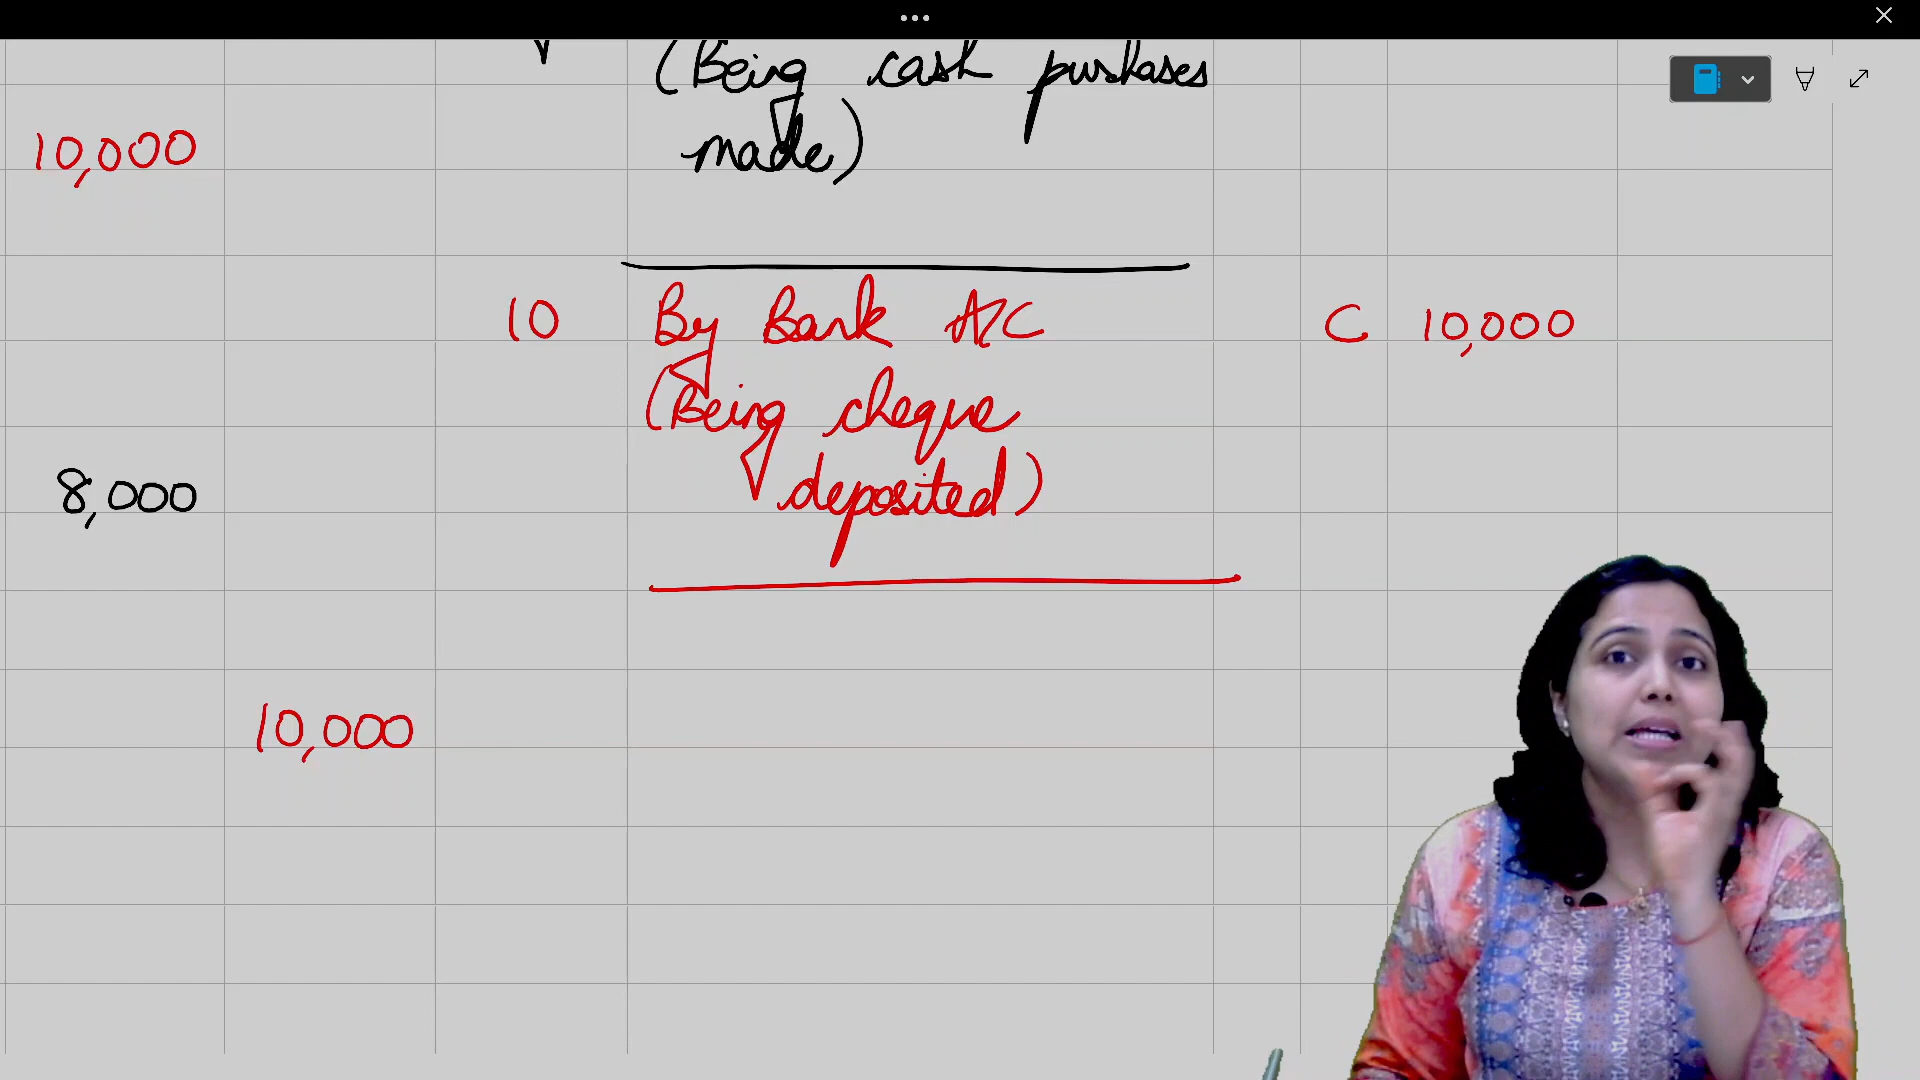 (Being cash purchases
10,000
made)
10 By Bank A/C C 10,000
(Being cheque
8,000
deposited)
10,000